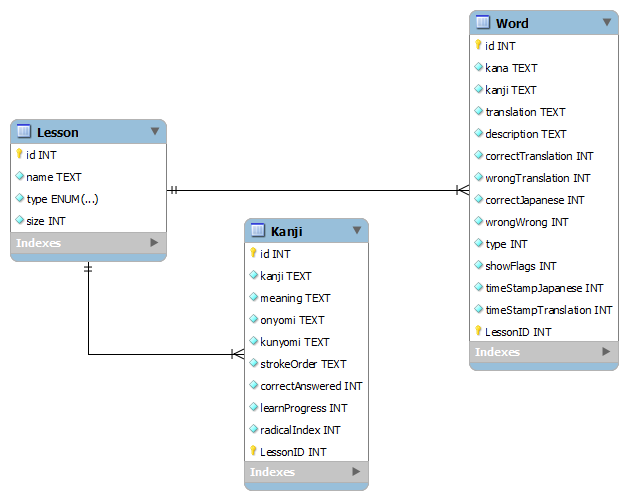 Lesson
id INT
name TEXT
type ENUM(...)
size INT
Indexes
Kanji
id INT
kanji TEXT
meaning TEXT
onyomi TEXT
kunyomi TEXT
strokeOrder TEXT
correctAnswered INT
learnProgress INT
radicalIndex INT
LessonID INT
Indexes
Word
id INT
kana TEXT
kanji TEXT
translation TEXT
description TEXT
correctTranslation INT
wrongTranslation INT
correctJapanese INT
wrongWrong INT
type INT
showFlags INT
timeStampJapanese INT
timeStampTranslation INT
LessonID INT
Indexes